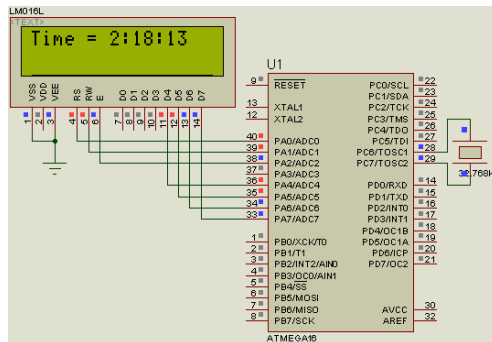 LM016L
<TEXT>
Time = 2:18:13
VSS VDD VEE RS RW E D0 D1 D2 D3 D4 D5 D6 D7
1 2 3 4 5 6 7 8 9 10 11 12 13 14
U1
9 RESET PC0/SCL 22
PC1/SDA 23
13 XTAL1 PC2/TCK 24
12 XTAL2 PC3/TMS 25
PC4/TDO 26
40 PA0/ADC0 PC5/TDI 27
39 PA1/ADC1 PC6/TOSC1 28
38 PA2/ADC2 PC7/TOSC2 29
37 PA3/ADC3
36 PA4/ADC4 PD0/RXD 14
35 PA5/ADC5 PD1/TXD 15
34 PA6/ADC6 PD2/INT0 16
33 PA7/ADC7 PD3/INT1 17
PD4/OC1B 18
1 PB0/XCK/T0 PD5/OC1A 19
2 PB1/T1 PD6/ICP 20
3 PB2/INT2/AIN0 PD7/OC2 21
4 PB3/OC0/AIN1
5 PB4/SS
6 PB5/MOSI
7 PB6/MISO AVCC 30
8 PB7/SCK AREF 32
ATMEGA16